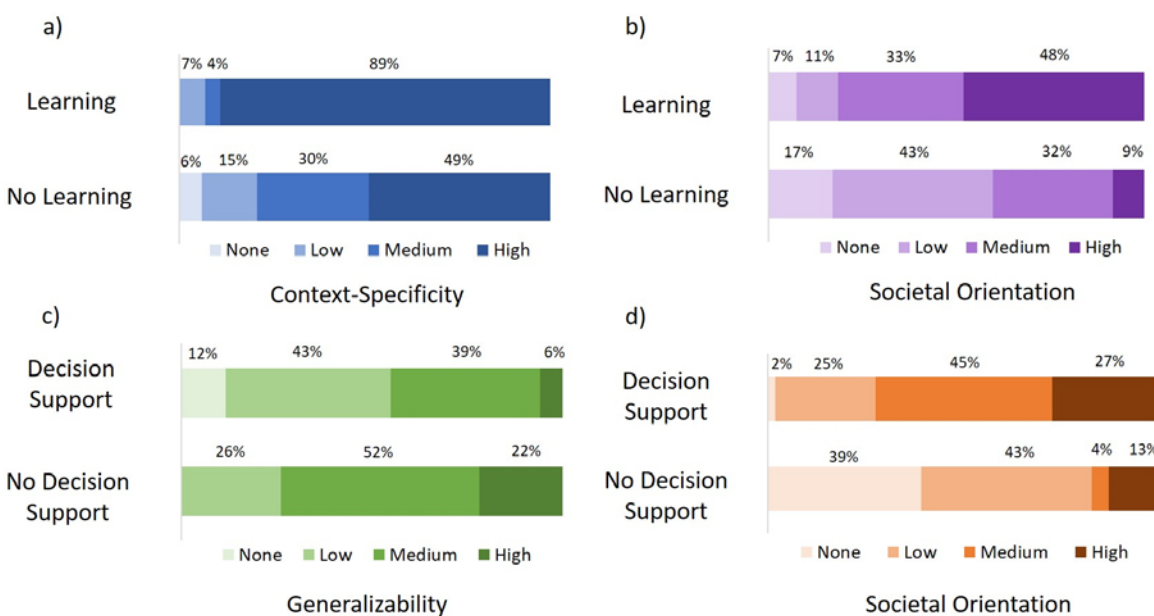 a)
7% 4% 89%
Learning
6% 15% 30% 49%
No Learning
None Low Medium High
Context-Specificity
b)
7% 11% 33% 48%
Learning
17% 43% 32% 9%
No Learning
None Low Medium High
Societal Orientation
c)
12% 43% 39% 6%
Decision
Support
26% 52% 22%
No Decision
Support
None Low Medium High
Generalizability
d)
2% 25% 45% 27%
Decision
Support
39% 43% 4% 13%
No Decision
Support
None Low Medium High
Societal Orientation